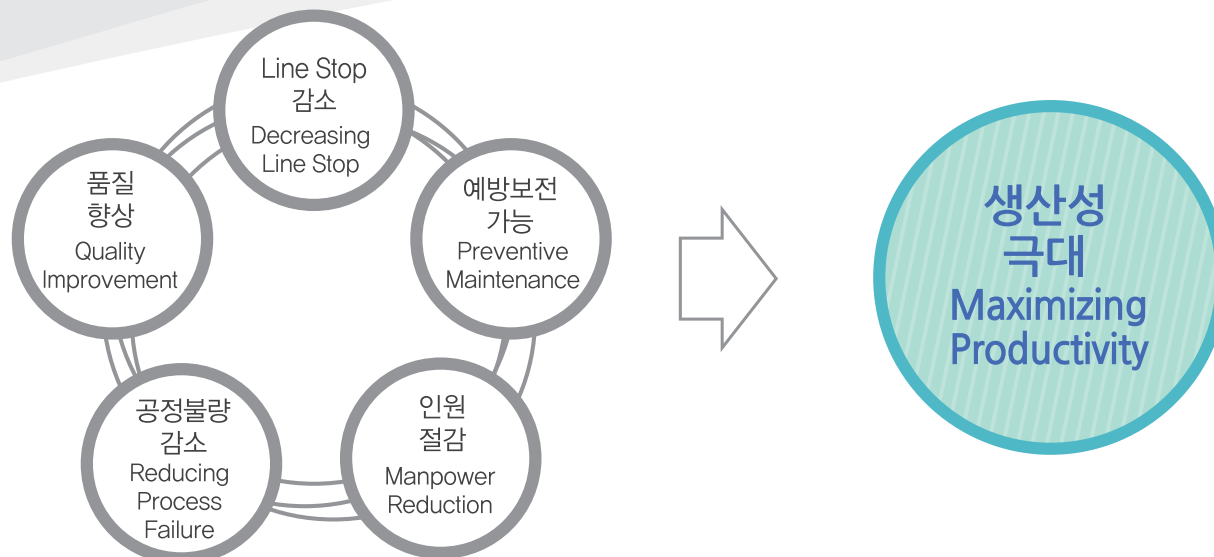 Line Stop
감소
Decreasing
Line Stop
품질
향상
Quality
Improvement
예방보전
가능
Preventive
Maintenance
공정불량
감소
Reducing
Process
Failure
인원
절감
Manpower
Reduction
생산성
극대
Maximizing
Productivity